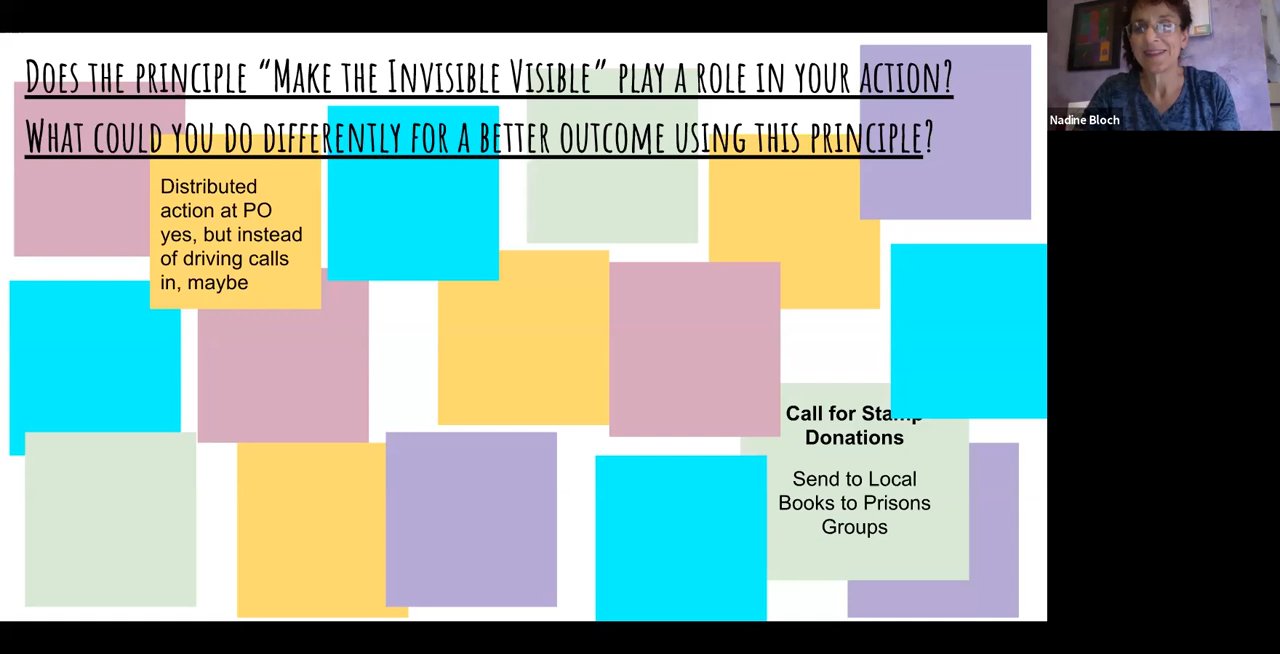 Does the principle “Make the Invisible Visible” play a role in your action?
What could you do differently for a better outcome using this principle?
Distributed
action at PO
yes, but instead
of driving calls
in, maybe
Call for Stamp
Donations
Send to Local
Books to Prisons
Groups
Nadine Bloch